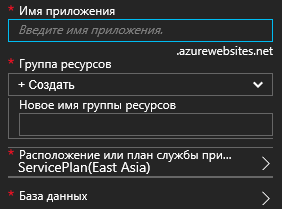 * Имя приложения
Введите имя приложения.
.azurewebsites.net
* Группа ресурсов
+ Создать
* Новое имя группы ресурсов
* Расположение или план службы при...
ServicePlan(East Asia)
* База данных